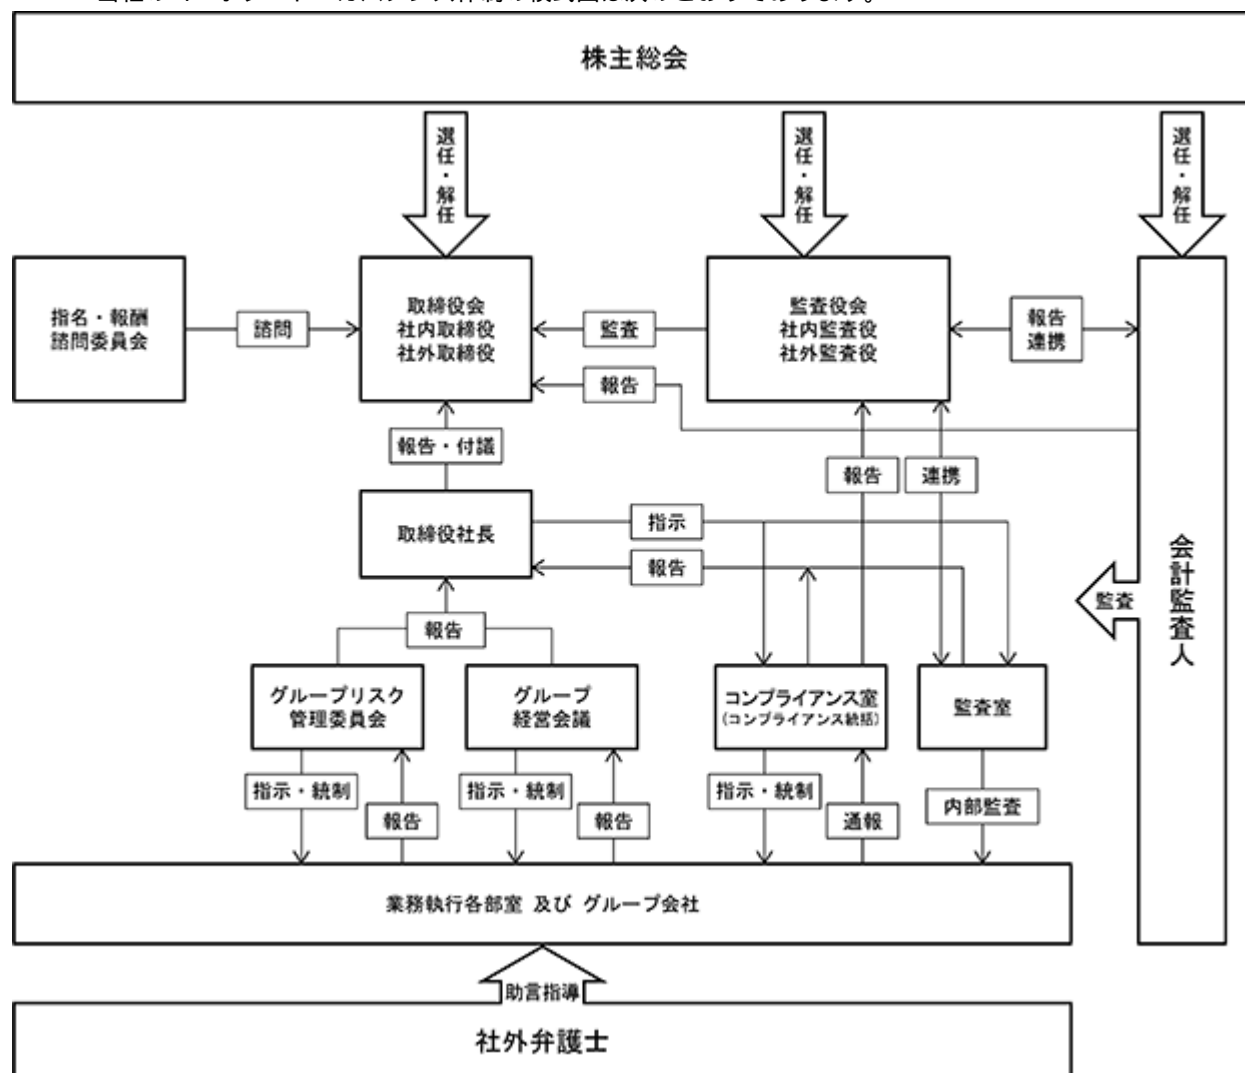 株主総会
選任・解任
選任・解任
選任・解任
指名・報酬
諮問委員会
諮問
取締役会
社内取締役
社外取締役
監査
監査役会
社内監査役
社外監査役
報告
連携
報告
報告・付議
報告
連携
取締役社長
指示
報告
会計監査人
監査
報告
グループリスク
管理委員会
グループ
経営会議
コンプライアンス室
(コンプライアンス統括)
監査室
指示・統制
報告
指示・統制
報告
指示・統制
通報
内部監査
業務執行各部室 及び グループ会社
助言指導
社外弁護士